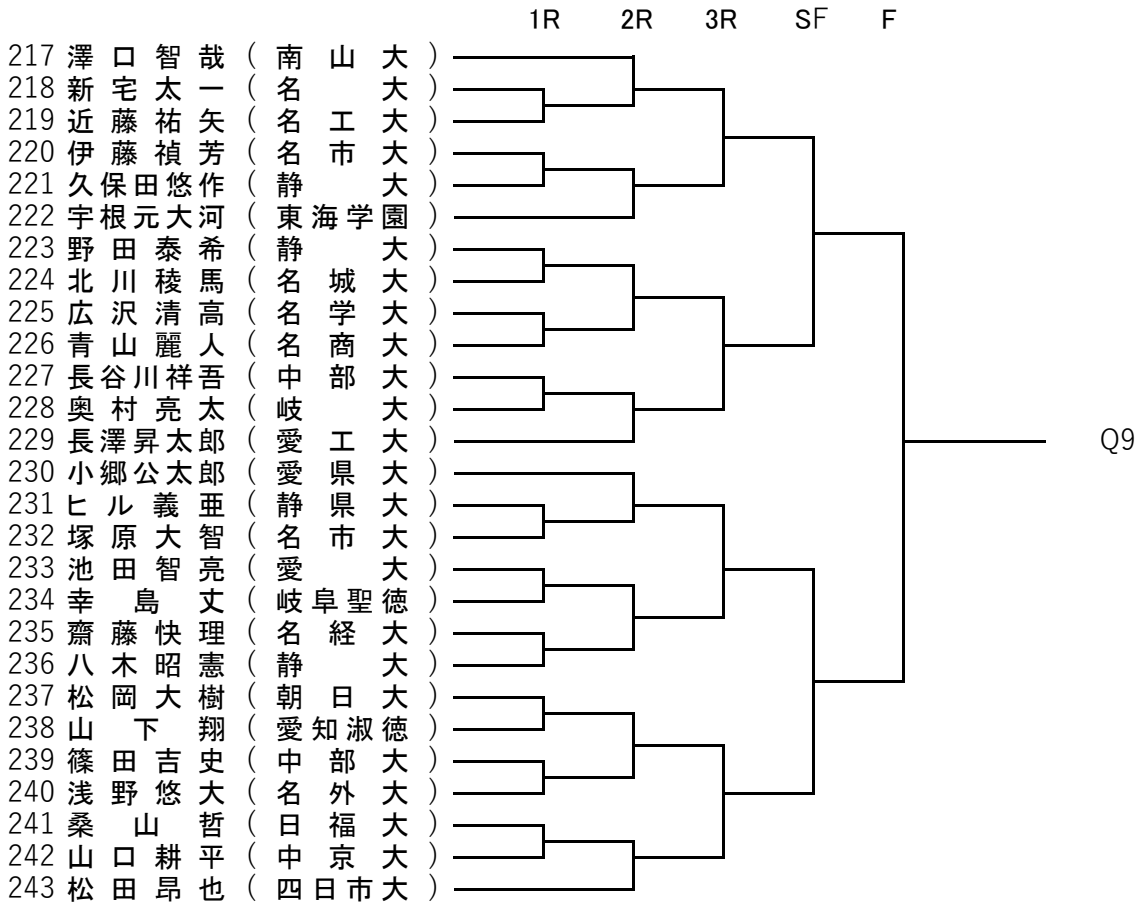 1R 2R 3R SF F
217 澤口智哉 ( 南山大 )
218 新宅太一 ( 名大 )
219 近藤祐矢 ( 名工大 )
220 伊藤禎芳 ( 名市大 )
221 久保田悠作 ( 静大 )
222 宇根元大河 ( 東海学園 )
223 野田泰希 ( 静大 )
224 北川稜馬 ( 名城大 )
225 広沢清高 ( 名学大 )
226 青山麗人 ( 名商大 )
227 長谷川祥吾 ( 中部大 )
228 奥村亮太 ( 岐大 )
229 長澤昇太郎 ( 愛工大 )
Q9
230 小郷公太郎 ( 愛県大 )
231 ヒル義亜 ( 静県大 )
232 塚原大智 ( 名市大 )
233 池田智亮 ( 愛大 )
234 幸島丈 ( 岐阜聖徳 )
235 齋藤快理 ( 名経大 )
236 八木昭憲 ( 静大 )
237 松岡大樹 ( 朝日大 )
238 山下翔 ( 愛知淑徳 )
239 篠田吉史 ( 中部大 )
240 浅野悠大 ( 名外大 )
241 桑山哲 ( 日福大 )
242 山口耕平 ( 中京大 )
243 松田昂也 ( 四日市大 )